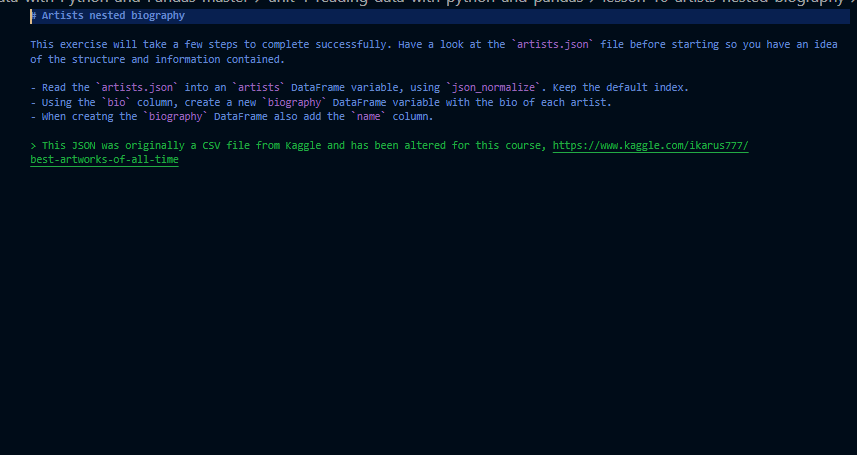 with Python and Pandas master > unit 1 reading data with python and pandas > lesson 10 artists nested biography >
# Artists nested biography
This exercise will take a few steps to complete successfully. Have a look at the `artists.json` file before starting so you have an idea
of the structure and information contained.
- Read the `artists.json` into an `artists` DataFrame variable, using `json_normalize`. Keep the default index.
- Using the `bio` column, create a new `biography` DataFrame variable with the bio of each artist.
- When creatng the `biography` DataFrame also add the `name` column.
> This JSON was originally a CSV file from Kaggle and has been altered for this course, https://www.kaggle.com/ikarus777/
best-artworks-of-all-time